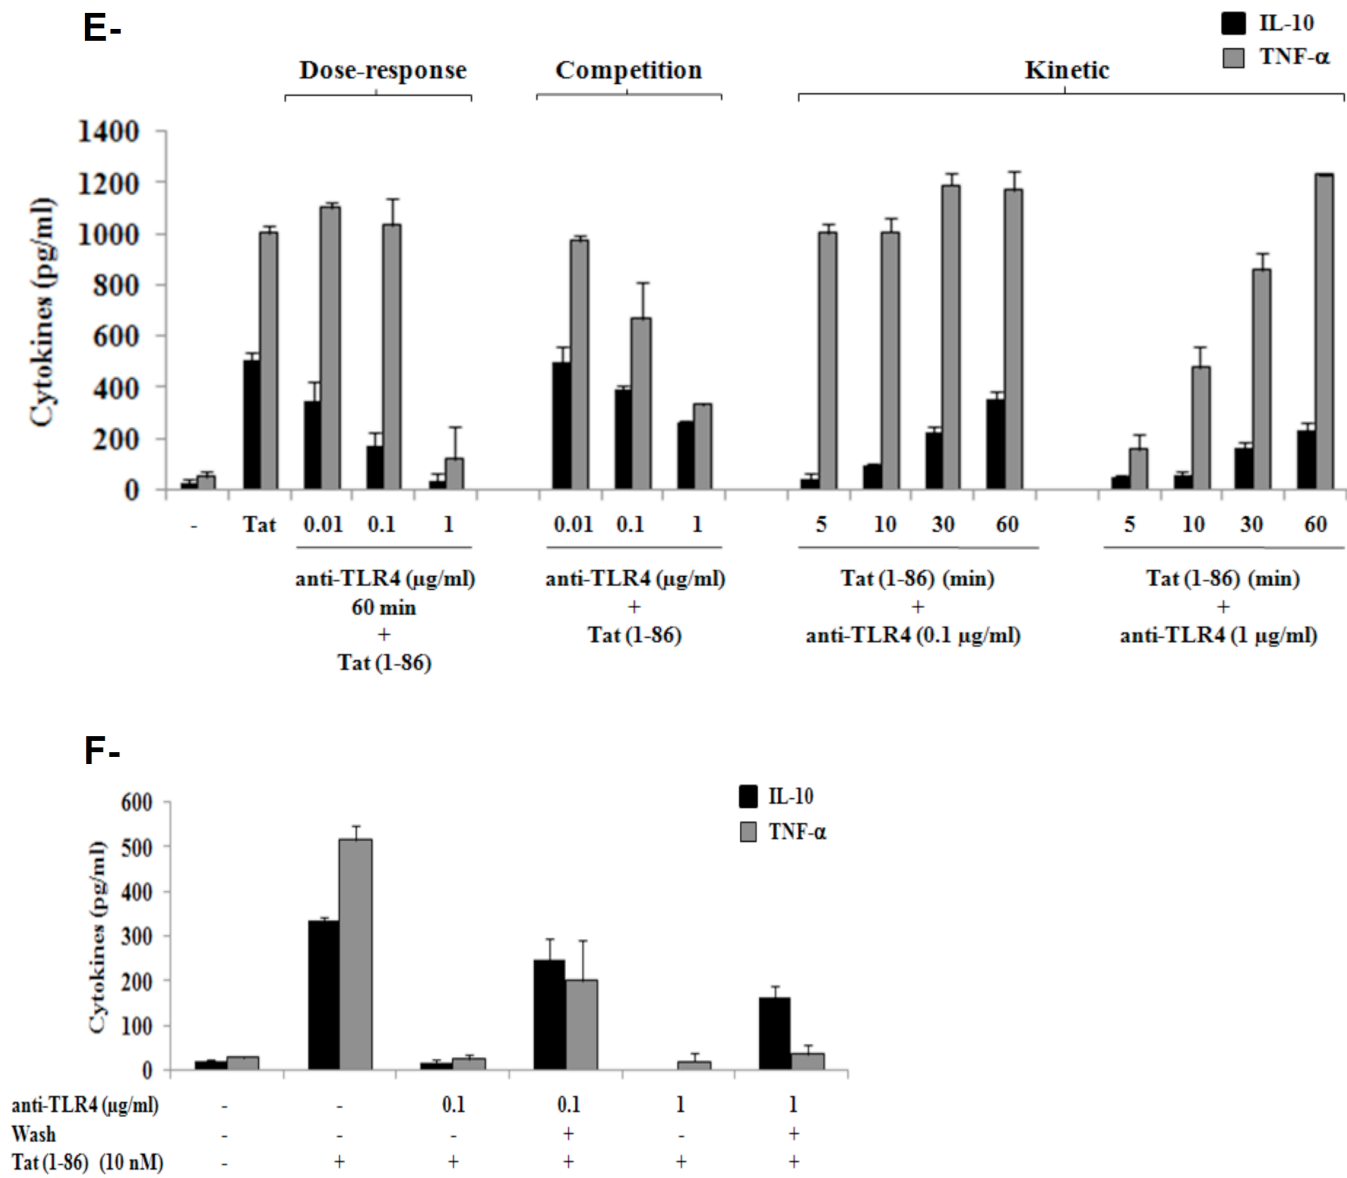 E-
IL-10
TNF-α
Dose-response
Competition
Kinetic
Cytokines (pg/ml)
1400
1200
1000
800
600
400
200
0
- Tat 0.01 0.1 1 0.01 0.1 1 5 10 30 60 5 10 30 60
anti-TLR4 (µg/ml)
60 min
+
Tat (1-86)
anti-TLR4 (µg/ml)
+
Tat (1-86)
Tat (1-86) (min)
+
anti-TLR4 (0.1 µg/ml)
Tat (1-86) (min)
+
anti-TLR4 (1 µg/ml)
F-
IL-10
TNF-α
Cytokines (pg/ml)
600
500
400
300
200
100
0
anti-TLR4 (µg/ml) - - 0.1 0.1 1 1
Wash - - - + - +
Tat (1-86) (10 nM) - + + + + +